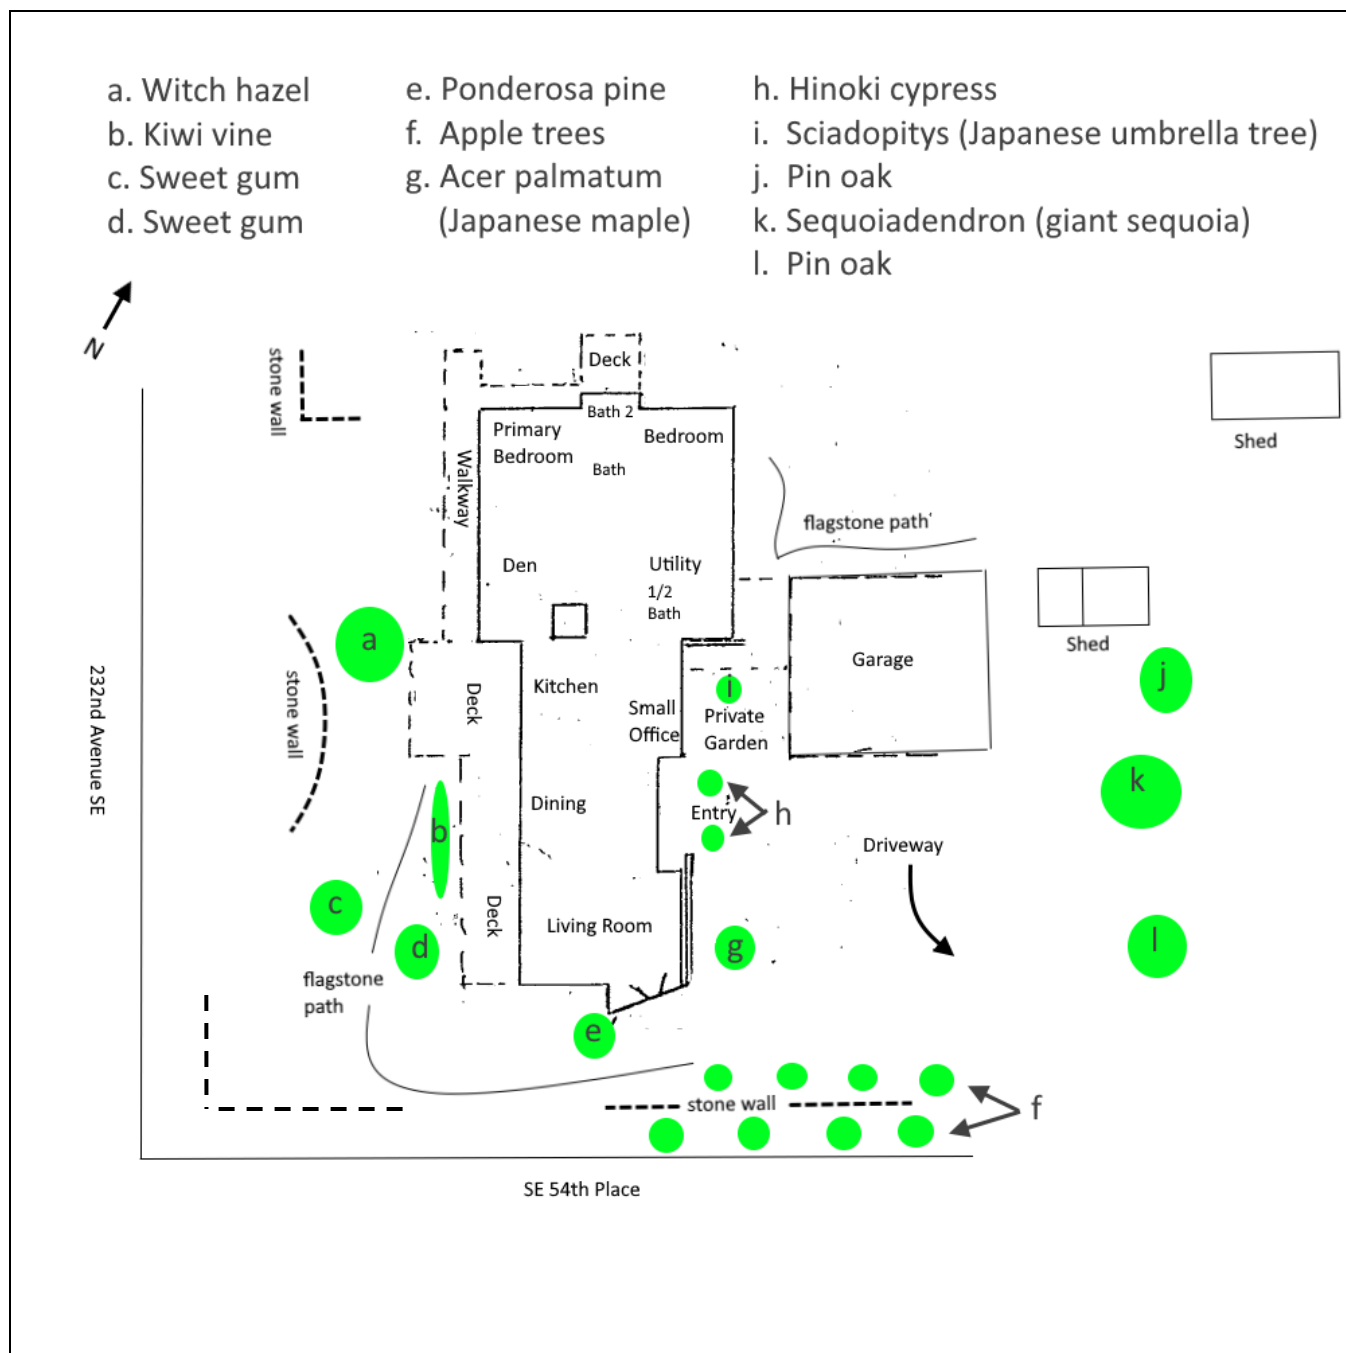 a. Witch hazel
b. Kiwi vine
c. Sweet gum
d. Sweet gum
e. Ponderosa pine
f. Apple trees
g. Acer palmatum
(Japanese maple)
h. Hinoki cypress
i. Sciadopitys (Japanese umbrella tree)
j. Pin oak
k. Sequoiadendron (giant sequoia)
l. Pin oak
N
stone wall
Deck
Bath 2
Primary
Bedroom
Bedroom
Bath
Walkway
Shed
flagstone path
Den
Utility
1/2
Bath
Shed
a
stone wall
232nd Avenue SE
Deck
Kitchen
Small
Office
i
Private
Garden
Garage
j
k
b
Dining
Entry
h
Driveway
c
d
Deck
Living Room
g
l
flagstone
path
e
stone wall
f
SE 54th Place